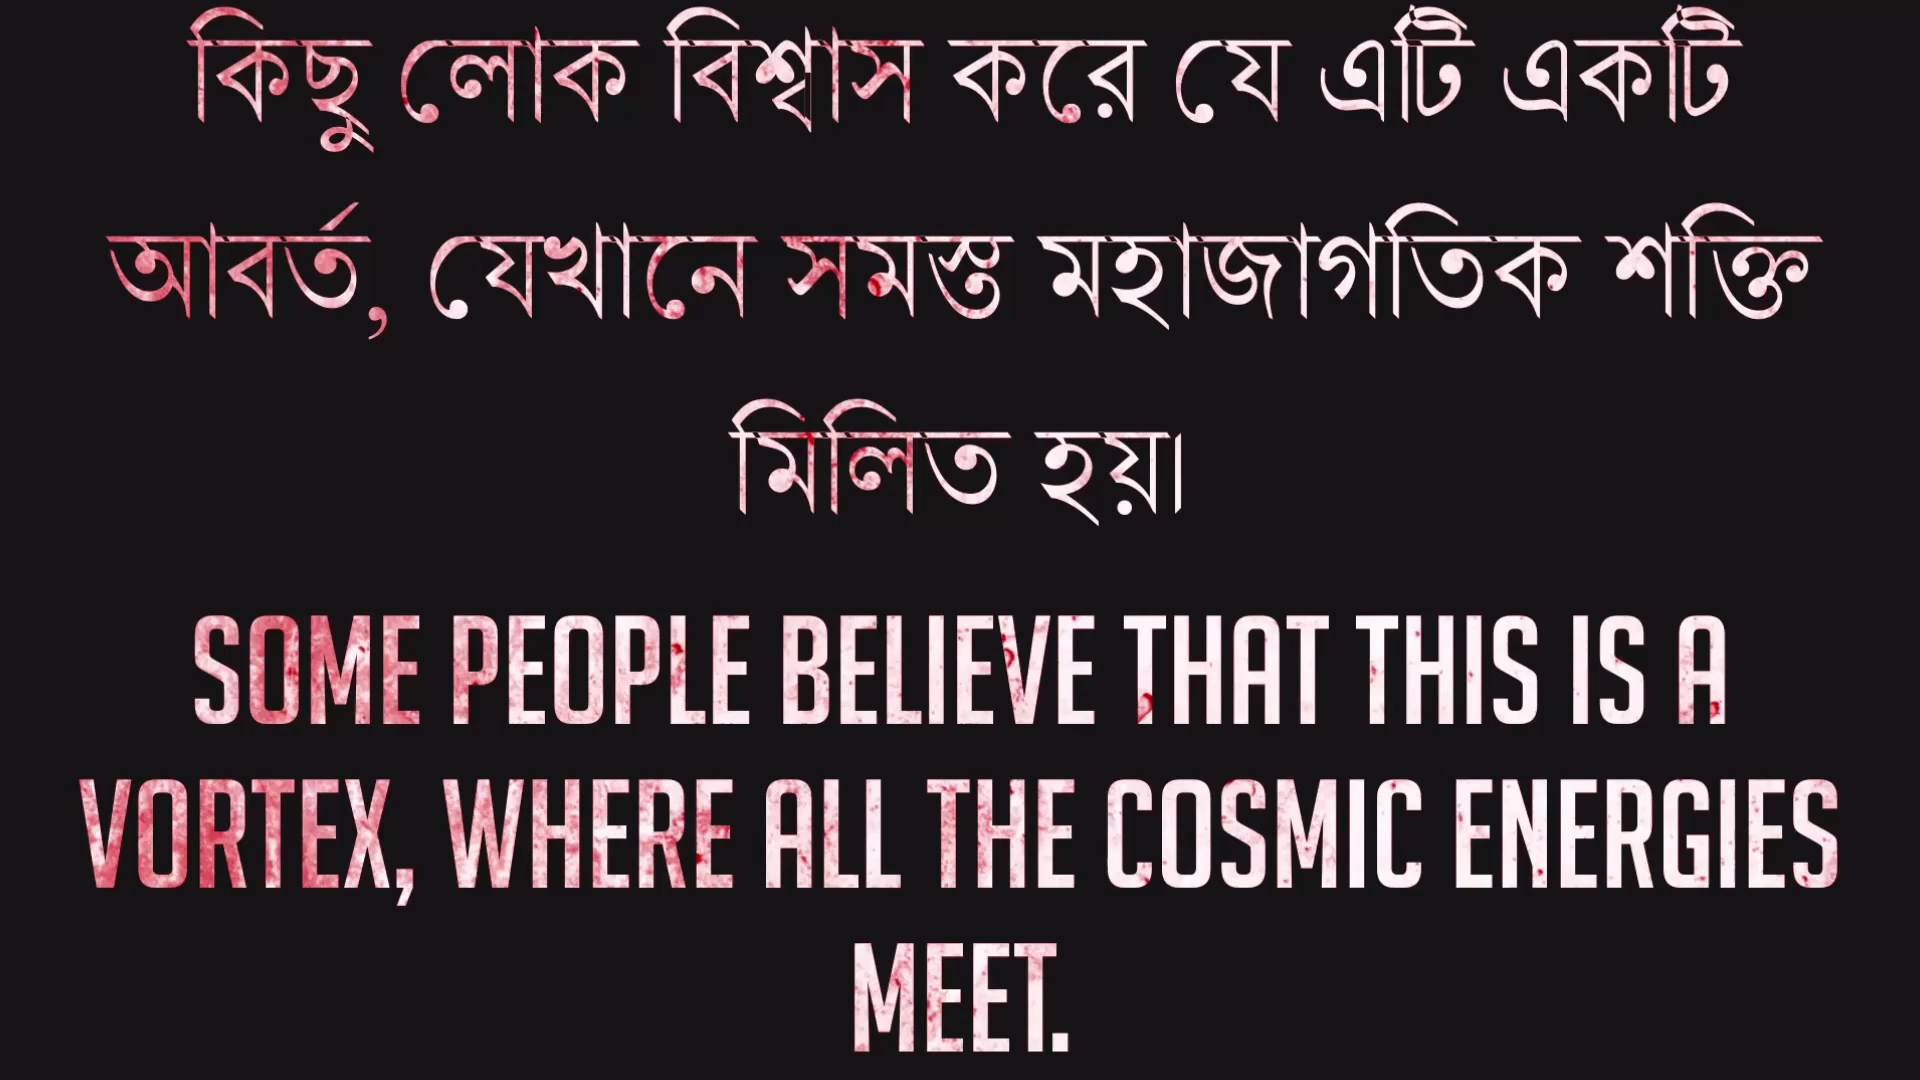 কিছু লোক বিশ্বাস করে যে এটি একটি
আবর্ত, যেখানে সমস্ত মহাজাগতিক শক্তি
মিলিত হয়।
SOME PEOPLE BELIEVE THAT THIS IS A
VORTEX, WHERE ALL THE COSMIC ENERGIES
MEET.